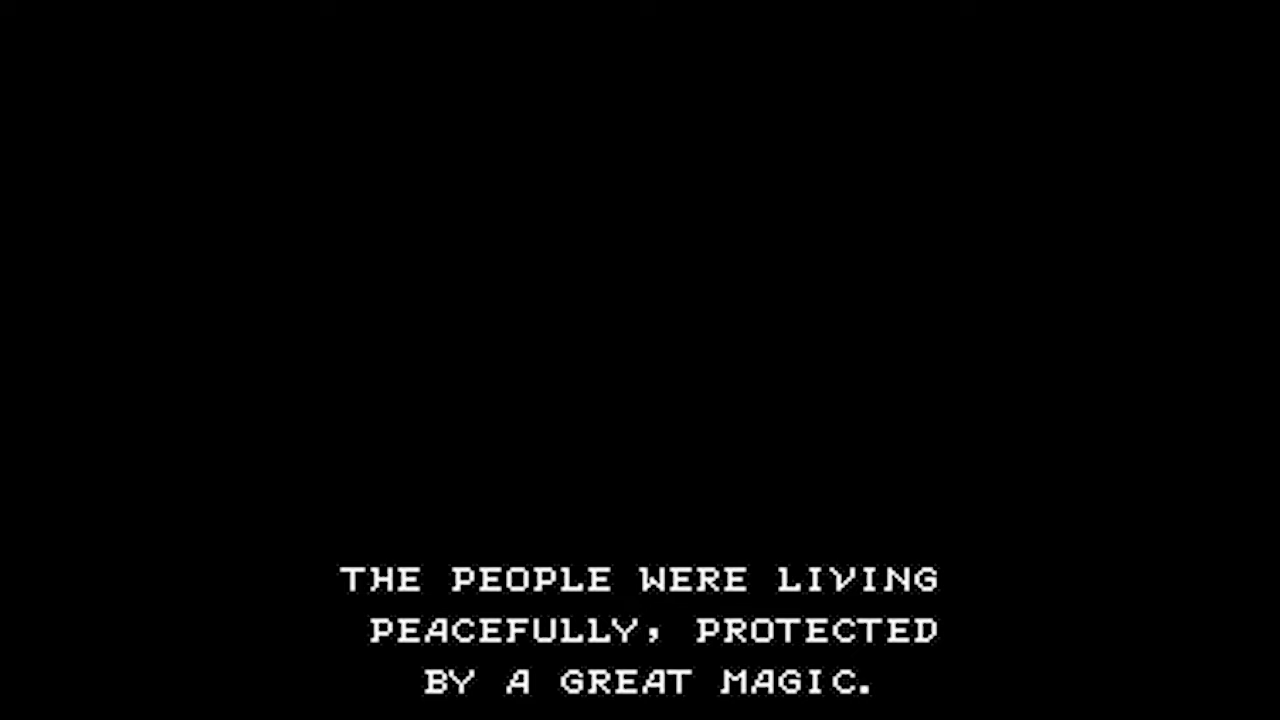 THE PEOPLE WERE LIVING
PEACEFULLY, PROTECTED
BY A GREAT MAGIC.